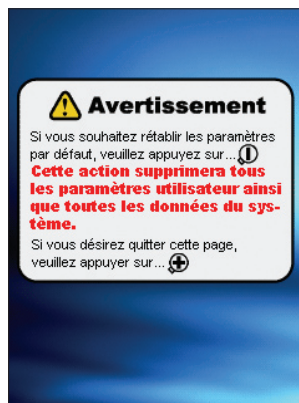 Avertissement
Si vous souhaitez rétablir les paramètres
par défaut, veuillez appuyez sur...
Cette action supprimera tous
les paramètres utilisateur ainsi
que toutes les données du sys-
tème.
Si vous désirez quitter cette page,
veuillez appuyer sur...